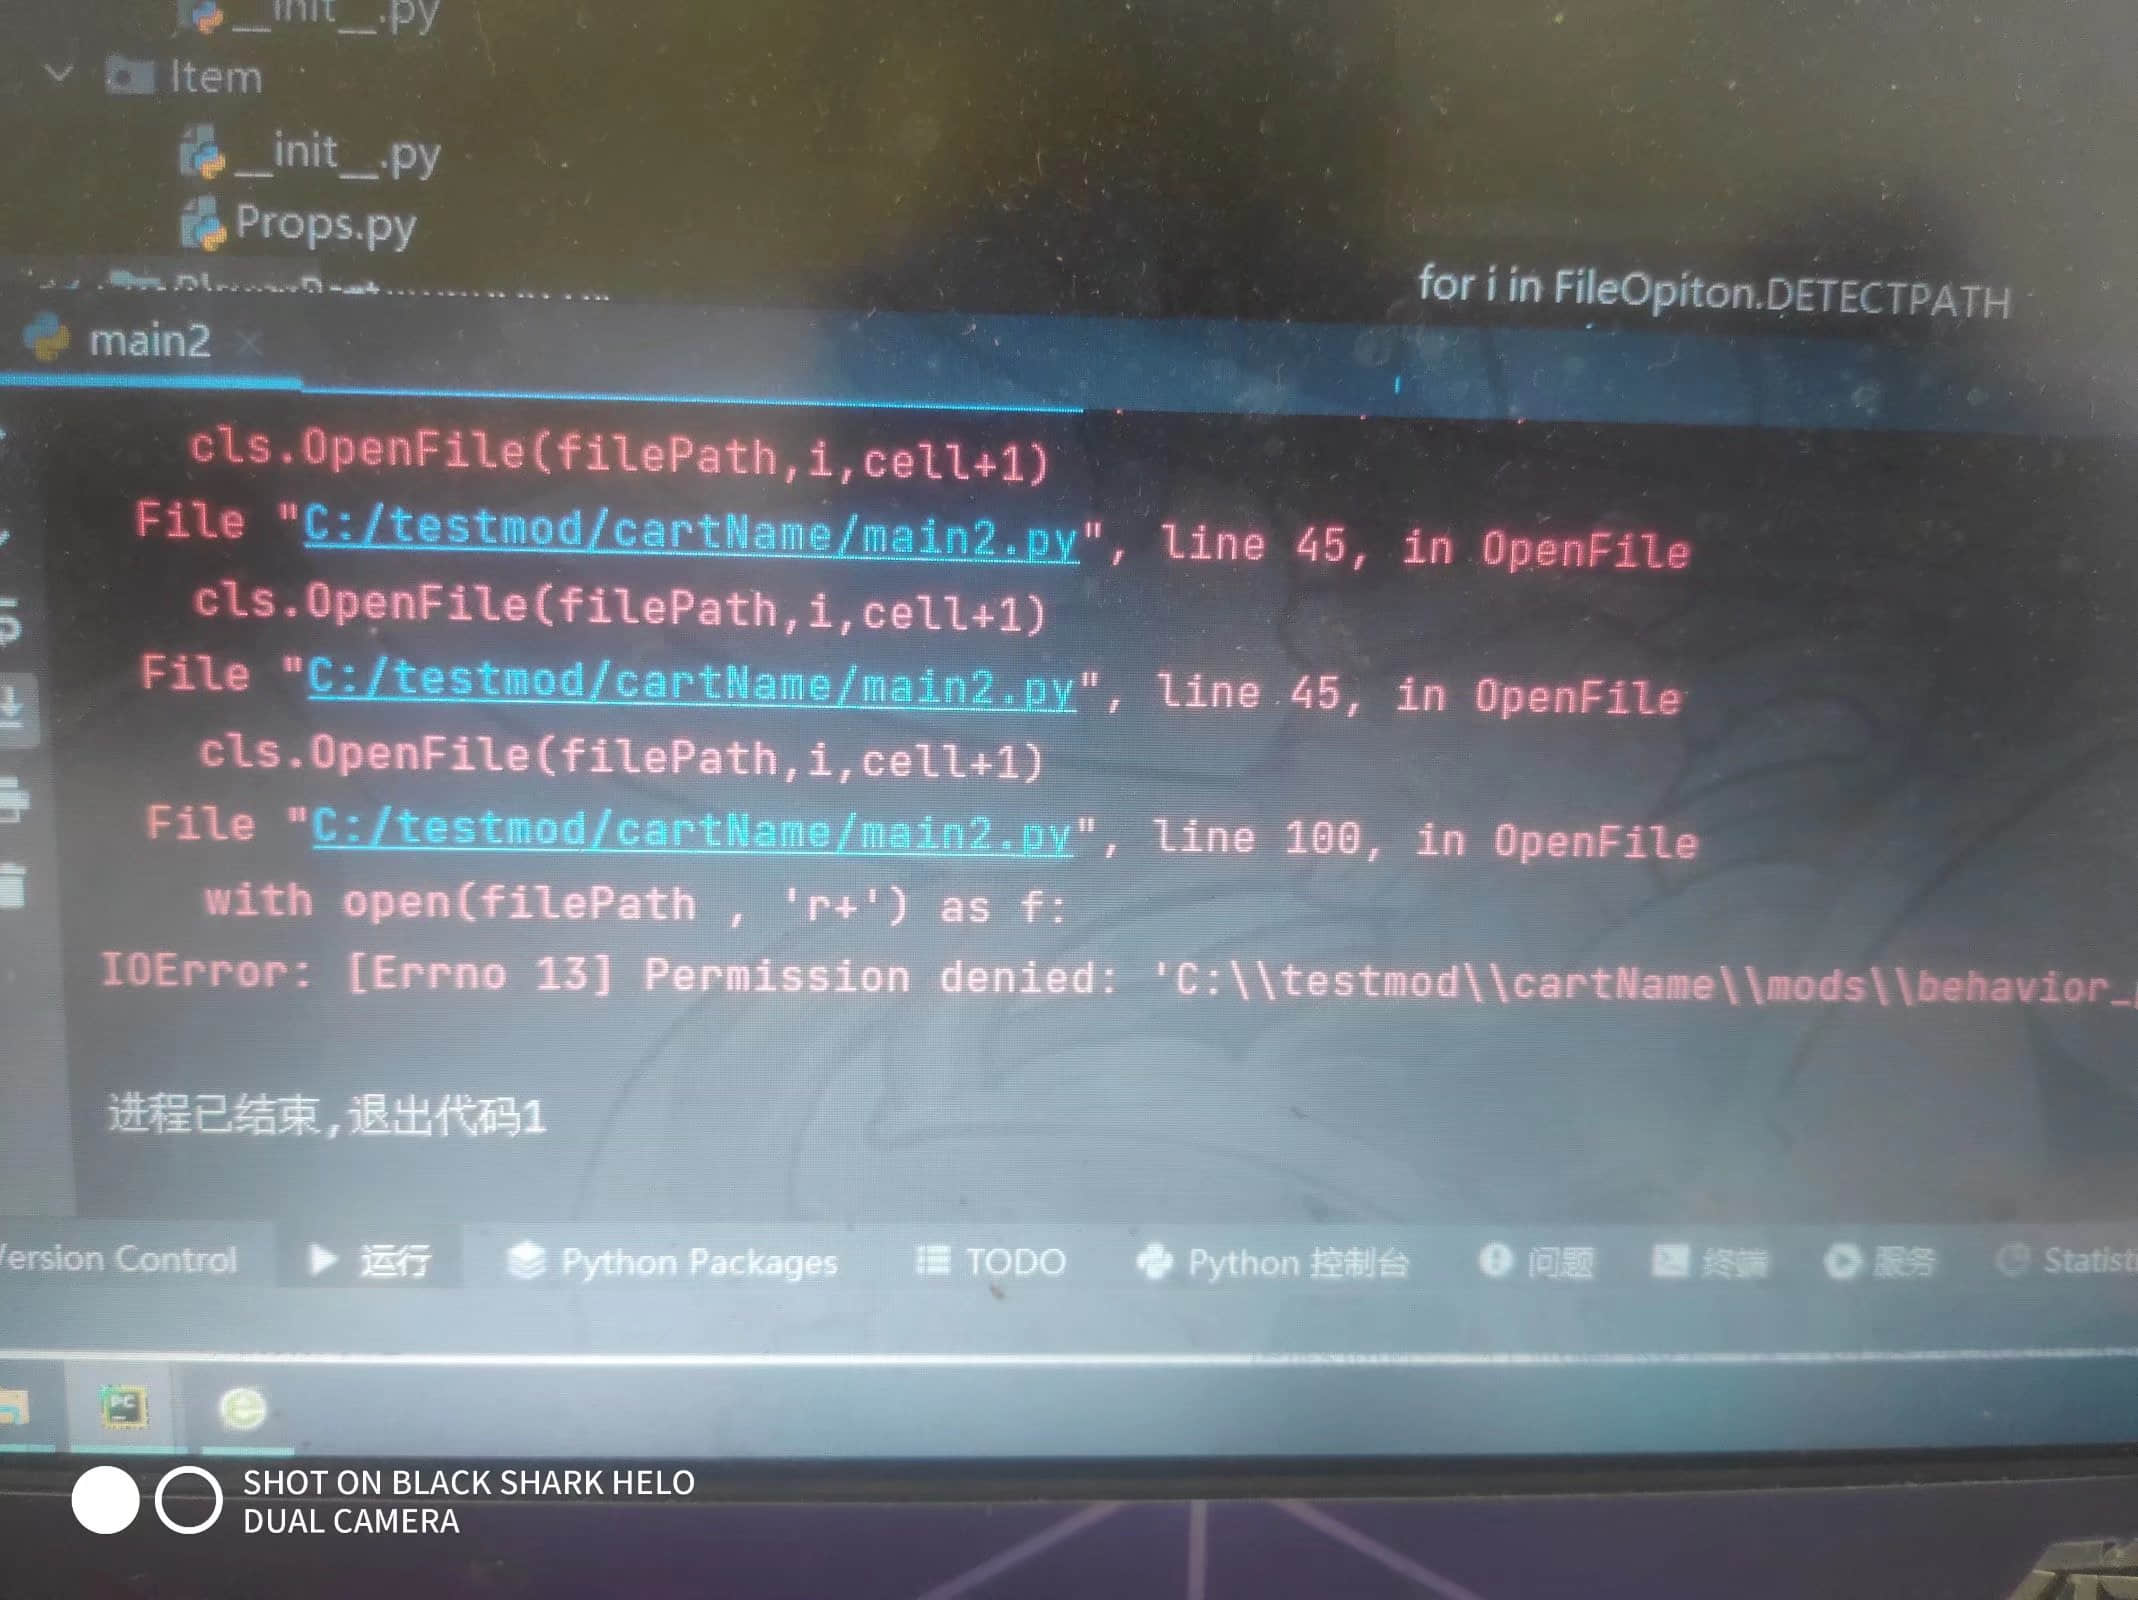 __init__.py
Item
__init__.py
Props.py
for i in FileOpiton.DETECTPATH
main2
cls.OpenFile(filePath,i,cell+1)
File "C:/testmod/cartName/main2.py", line 45, in OpenFile
cls.OpenFile(filePath,i,cell+1)
File "C:/testmod/cartName/main2.py", line 45, in OpenFile
cls.OpenFile(filePath,i,cell+1)
File "C:/testmod/cartName/main2.py", line 100, in OpenFile
with open(filePath , 'r+') as f:
IOError: [Errno 13] Permission denied: 'C:\\testmod\\cartName\\mods\\behavior_
进程已结束,退出代码1
Version Control 运行 Python Packages TODO Python 控制台 问题 终端 服务 Statisti
PC
SHOT ON BLACK SHARK HELO
DUAL CAMERA